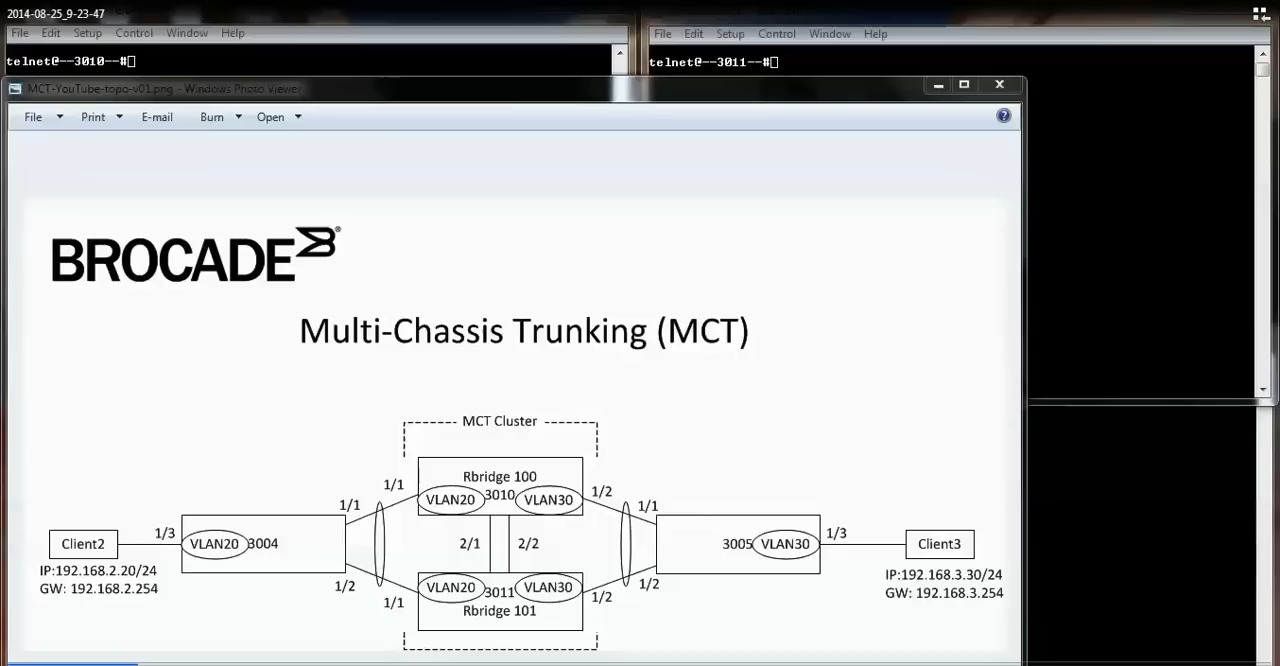 2014-08-25_9-23-47
File Edit Setup Control Window Help
File Edit Setup Control Window Help
telnet@--3010--#
telnet@--3011--#
MCT-YouTube-topo-v01.png - Windows Photo Viewer
File Print E-mail Burn Open
BROCADE
Multi-Chassis Trunking (MCT)
MCT Cluster
Rbridge 100
1/1 VLAN20 3010 VLAN30 1/2
1/1 1/1
Client2 1/3 VLAN20 3004 2/1 2/2 3005 VLAN30 1/3 Client3
IP:192.168.2.20/24 IP:192.168.3.30/24
GW: 192.168.2.254 GW: 192.168.3.254
1/2 1/2
1/1 VLAN20 3011 VLAN30 1/2
Rbridge 101